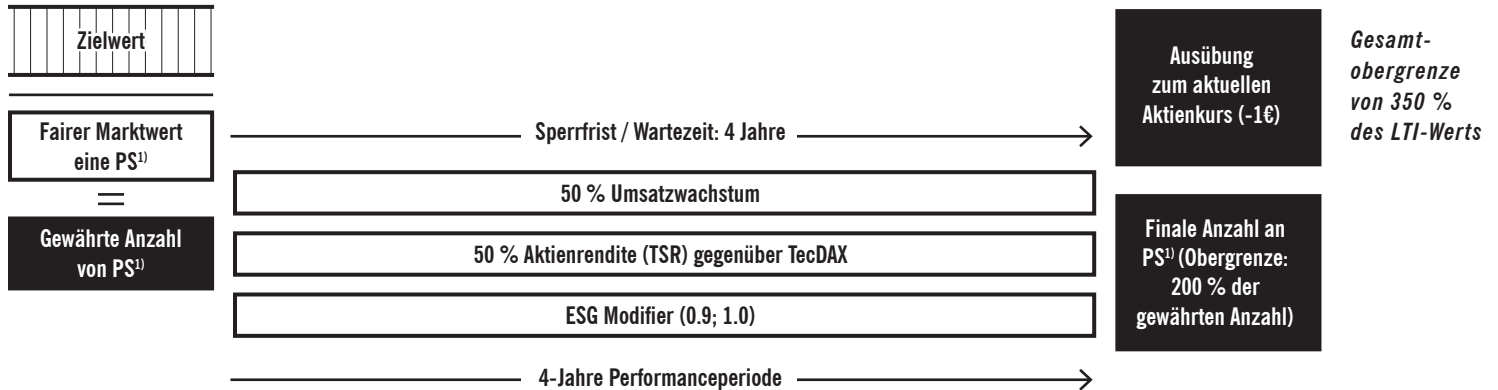 Zielwert
Fairer Marktwert
eine PS1)
=
Gewährte Anzahl
von PS1)
Sperrfrist / Wartezeit: 4 Jahre
50 % Umsatzwachstum
50 % Aktienrendite (TSR) gegenüber TecDAX
ESG Modifier (0.9; 1.0)
4-Jahre Performanceperiode
Ausübung
zum aktuellen
Aktienkurs (-1€)
Finale Anzahl an
PS1) (Obergrenze:
200 % der
gewährten Anzahl)
Gesamt-
obergrenze
von 350 %
des LTI-Werts